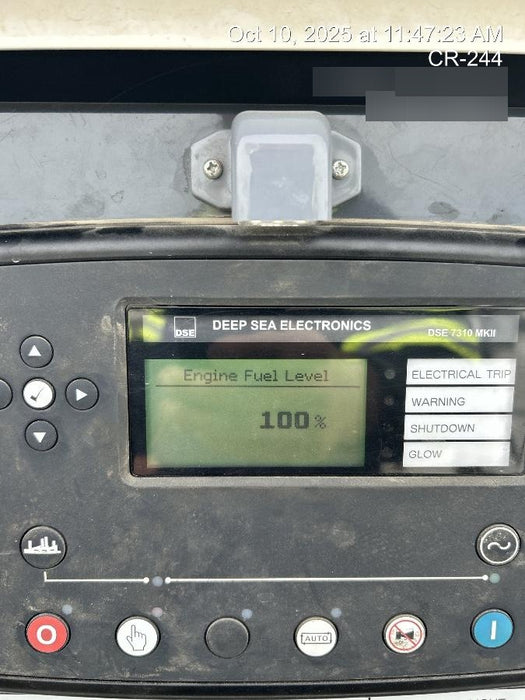 Oct 10, 2025 at 11:47:23 AM
CR-244
DSE DEEP SEA ELECTRONICS DSE 7310 MKII
Engine Fuel Level
100%
ELECTRICAL TRIP
WARNING
SHUTDOWN
GLOW
O AUTO I